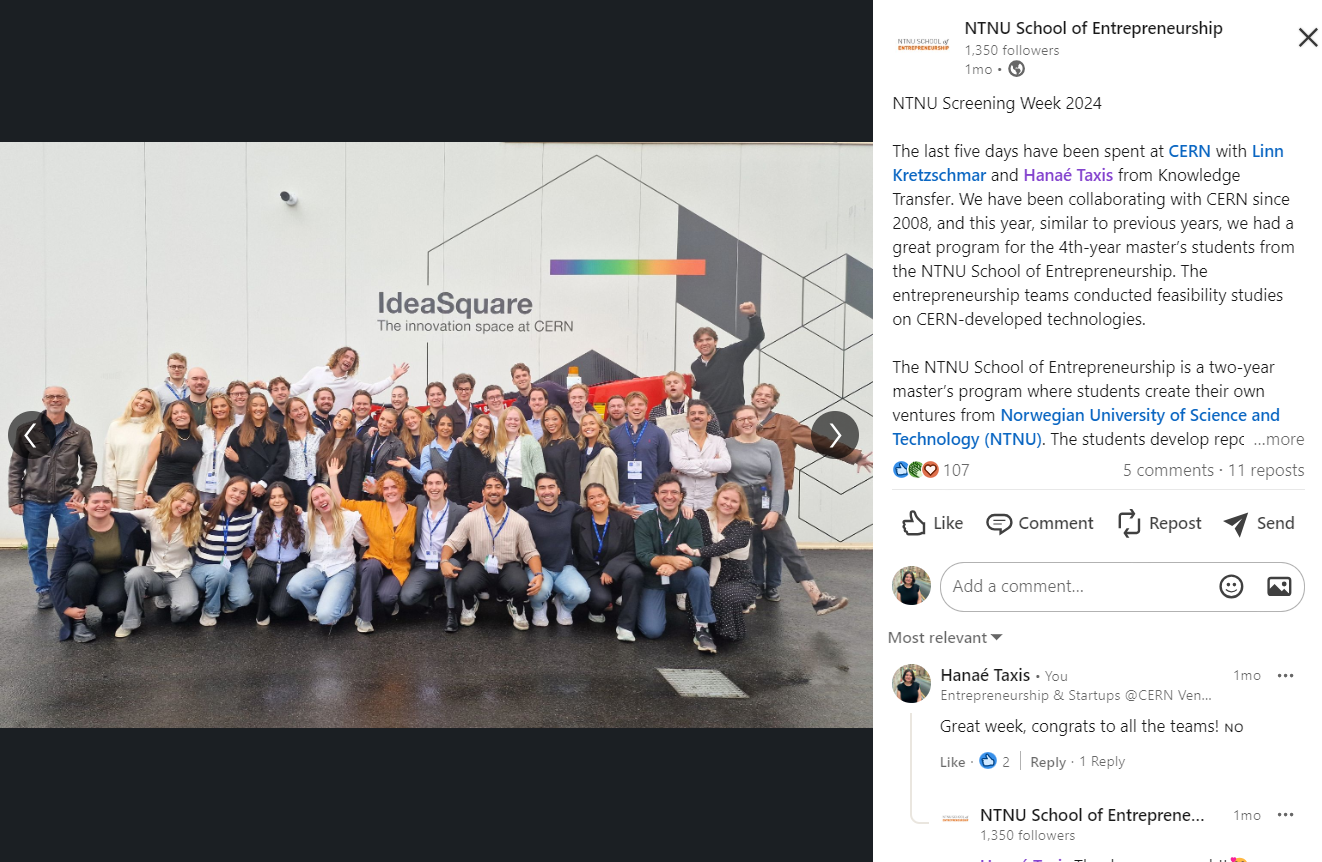 IdeaSquare
The innovation space at CERN
NTNU SCHOOL of
ENTREPRENEURSHIP
NTNU School of Entrepreneurship
1,350 followers
1mo •
NTNU Screening Week 2024
The last five days have been spent at CERN with Linn
Kretzschmar and Hanaé Taxis from Knowledge
Transfer. We have been collaborating with CERN since
2008, and this year, similar to previous years, we had a
great program for the 4th-year master’s students from
the NTNU School of Entrepreneurship. The
entrepreneurship teams conducted feasibility studies
on CERN-developed technologies.
The NTNU School of Entrepreneurship is a two-year
master’s program where students create their own
ventures from Norwegian University of Science and
Technology (NTNU). The students develop repo ...more
107
5 comments · 11 reposts
Like
Comment
Repost
Send
Add a comment...
Most relevant
Hanaé Taxis • You
1mo
Entrepreneurship & Startups @CERN Ven...
Great week, congrats to all the teams! NO
Like · 2 | Reply · 1 Reply
NTNU School of Entreprene...
1mo
1,350 followers